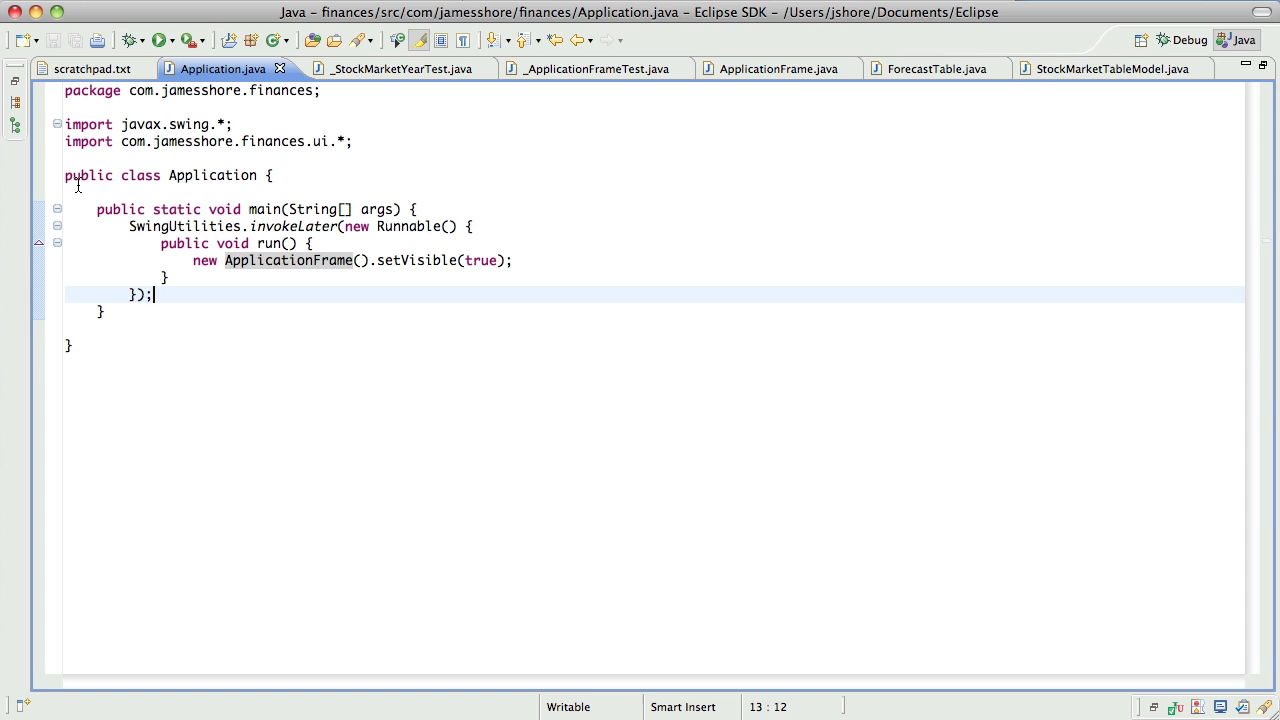 Java – finances/src/com/jamesshore/finances/Application.java – Eclipse SDK – /Users/jshore/Documents/Eclipse
Debug Java
scratchpad.txt Application.java _StockMarketYearTest.java _ApplicationFrameTest.java ApplicationFrame.java ForecastTable.java StockMarketTableModel.java
package com.jamesshore.finances;
import javax.swing.*;
import com.jamesshore.finances.ui.*;
public class Application {
public static void main(String[] args) {
SwingUtilities.invokeLater(new Runnable() {
public void run() {
new ApplicationFrame().setVisible(true);
}
});
}
}
Writable Smart Insert 13 : 12